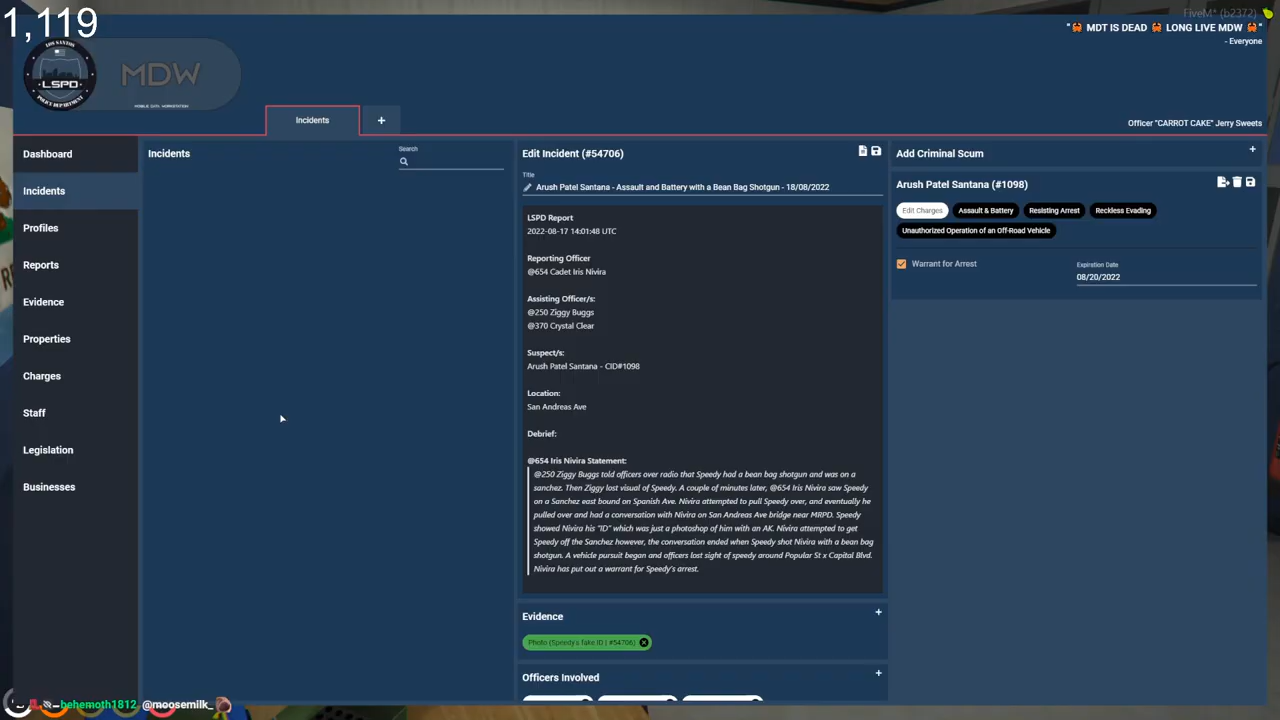 1,119
FiveM* (b2372)
" MDT IS DEAD LONG LIVE MDW "
- Everyone
LOS SANTOS
LSPD
POLICE DEPARTMENT
MDW
MOBILE DATA WORKSTATION
Incidents
+
Officer "CARROT CAKE" Jerry Sweets
Dashboard
Incidents
Profiles
Reports
Evidence
Properties
Charges
Staff
Legislation
Businesses
Incidents
Search
Edit Incident (#54706)
Title
Arush Patel Santana - Assault and Battery with a Bean Bag Shotgun - 18/08/2022
LSPD Report
2022-08-17 14:01:48 UTC
Reporting Officer
@654 Cadet Iris Nivira
Assisting Officer/s:
@250 Ziggy Buggs
@370 Crystal Clear
Suspect/s:
Arush Patel Santana - CID#1098
Location:
San Andreas Ave
Debrief:
@654 Iris Nivira Statement:
@250 Ziggy Buggs told officers over radio that Speedy had a bean bag shotgun and was on a
sanchez. Then Ziggy lost visual of Speedy. A couple of minutes later, @654 Iris Nivira saw Speedy
on a Sanchez east bound on Spanish Ave. Nivira attempted to pull Speedy over, and eventually he
pulled over and had a conversation with Nivira on San Andreas Ave bridge near MRPD. Speedy
showed Nivira his "ID" which was just a photoshop of him with an AK. Nivira attempted to get
Speedy off the Sanchez however, the conversation ended when Speedy shot Nivira with a bean bag
shotgun. A vehicle pursuit began and officers lost sight of speedy around Popular St x Capital Blvd.
Nivira has put out a warrant for Speedy's arrest.
Evidence
+
Photo (Speedy's fake ID | #54706)
Officers Involved
+
Add Criminal Scum
+
Arush Patel Santana (#1098)
Edit Charges
Assault & Battery
Resisting Arrest
Reckless Evading
Unauthorized Operation of an Off-Road Vehicle
Warrant for Arrest
Expiration Date
08/20/2022
behemoth1812 @moosemilk_